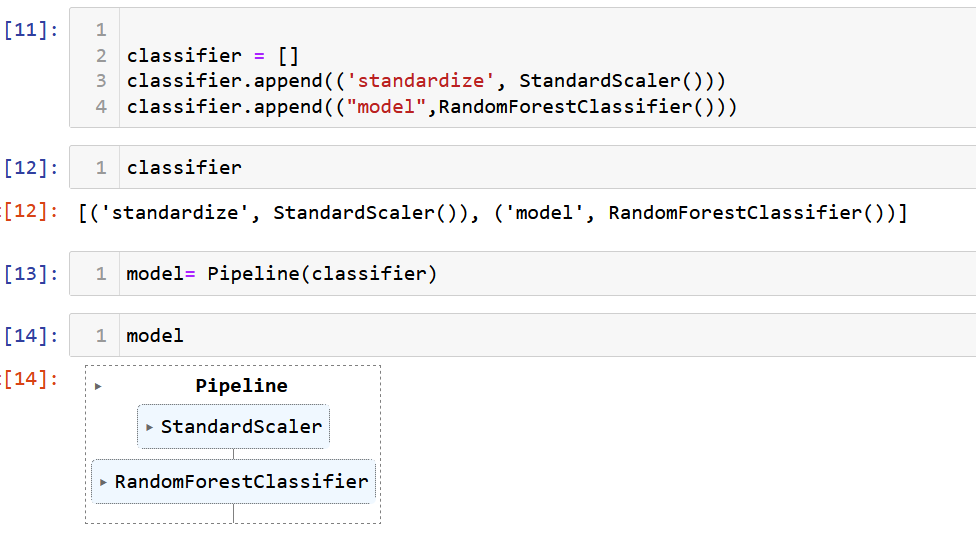 [11]:
1
2 classifier = []
3 classifier.append(('standardize', StandardScaler()))
4 classifier.append(("model",RandomForestClassifier()))
[12]:
1 classifier
:[12]: [('standardize', StandardScaler()), ('model', RandomForestClassifier())]
[13]:
1 model= Pipeline(classifier)
[14]:
1 model
:[14]:
▸ Pipeline
▸ StandardScaler
▸ RandomForestClassifier